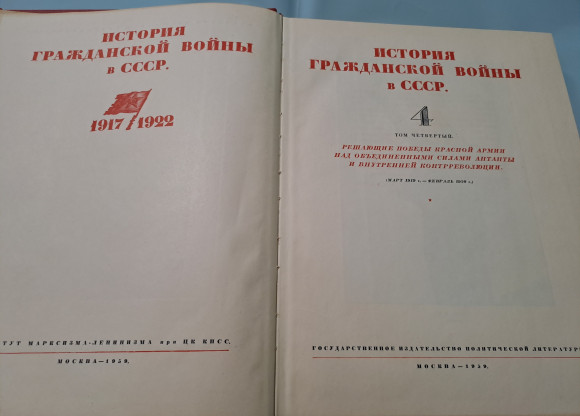 ИСТОРИЯ
ГРАЖДАНСКОЙ ВОЙНЫ
в СССР.
1917/1922
МАРКСИЗМА-ЛЕНИНИЗМА при ЦК КПСС.
МОСКВА—1959.
ИСТОРИЯ
ГРАЖДАНСКОЙ ВОЙНЫ
в СССР.
4
ТОМ ЧЕТВЕРТЫЙ.
РЕШАЮЩИЕ ПОБЕДЫ КРАСНОЙ АРМИИ
НАД ОБЪЕДИНЕННЫМИ СИЛАМИ АНТАНТЫ
И ВНУТРЕННЕЙ КОНТРРЕВОЛЮЦИИ.
(МАРТ 1919 г.—ФЕВРАЛЬ 1920 г.)
ГОСУДАРСТВЕННОЕ ИЗДАТЕЛЬСТВО ПОЛИТИЧЕСКОЙ ЛИТЕРАТУРЫ
МОСКВА—1959.